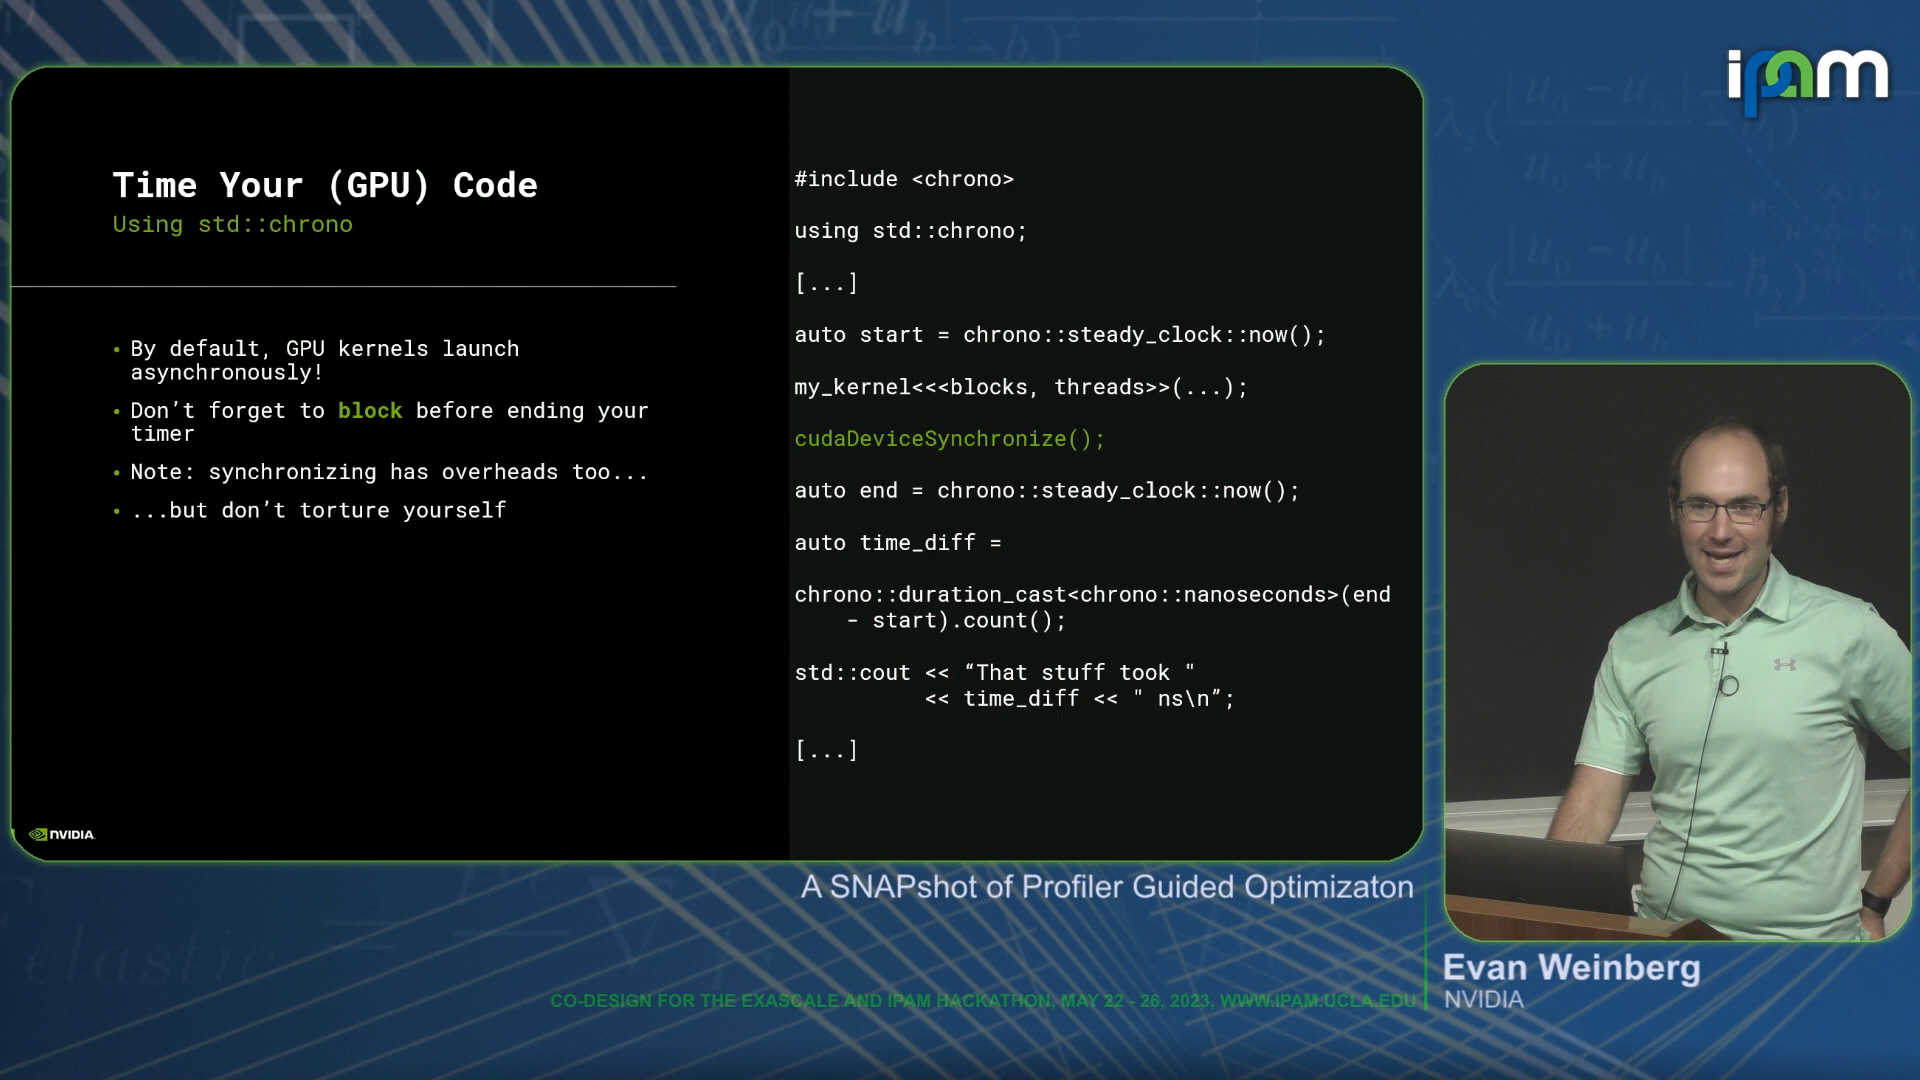 ipam
Time Your (GPU) Code
Using std::chrono
• By default, GPU kernels launch
asynchronously!
• Don’t forget to block before ending your
timer
• Note: synchronizing has overheads too...
• ...but don’t torture yourself
NVIDIA
#include <chrono>
using std::chrono;
[...]
auto start = chrono::steady_clock::now();
my_kernel<<<blocks, threads>>(...);
cudaDeviceSynchronize();
auto end = chrono::steady_clock::now();
auto time_diff =
chrono::duration_cast<chrono::nanoseconds>(end
- start).count();
std::cout << “That stuff took "
<< time_diff << " ns\n”;
[...]
A SNAPshot of Profiler Guided Optimizaton
Evan Weinberg
NVIDIA
CO-DESIGN FOR THE EXASCALE AND IPAM HACKATHON, MAY 22 - 26, 2023, WWW.IPAM.UCLA.EDU
elastic